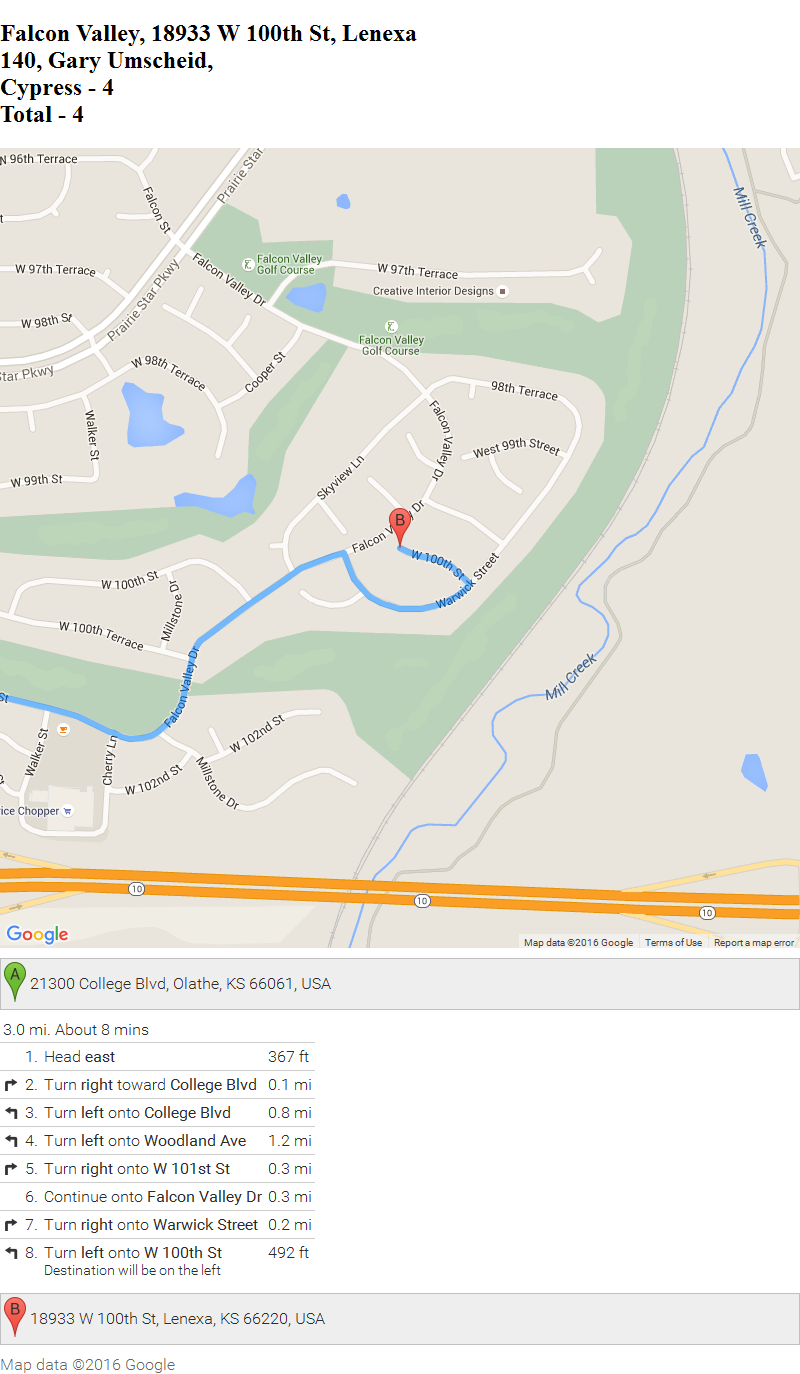 Falcon Valley, 18933 W 100th St, Lenexa
140, Gary Umscheid,
Cypress - 4
Total - 4
N 96th Terrace
Prairie Star
Falcon St
Mill Creek
W 97th Terrace
Falcon Valley Dr
Falcon Valley
Golf Course
W 97th Terrace
Creative Interior Designs
Prairie Star Pkwy
W 98th St
Falcon Valley
Golf Course
Star Pkwy
W 98th Terrace
Cooper St
98th Terrace
Walker St
Falcon Valley Dr
West 99th Street
W 99th St
Skyview Ln
B
Falcon V y Dr
W 100th St
Warwick Street
W 100th St
Millstone Dr
W 100th Terrace
Falcon Valley Dr
Mill Creek
St
Walker St
Cherry Ln
W 102nd St
W 102nd St
Millstone Dr
ice Chopper
10
10
10
Google
Map data ©2016 Google Terms of Use Report a map error
A 21300 College Blvd, Olathe, KS 66061, USA
3.0 mi. About 8 mins
1. Head east 367 ft
2. Turn right toward College Blvd 0.1 mi
3. Turn left onto College Blvd 0.8 mi
4. Turn left onto Woodland Ave 1.2 mi
5. Turn right onto W 101st St 0.3 mi
6. Continue onto Falcon Valley Dr 0.3 mi
7. Turn right onto Warwick Street 0.2 mi
8. Turn left onto W 100th St 492 ft
Destination will be on the left
B 18933 W 100th St, Lenexa, KS 66220, USA
Map data ©2016 Google